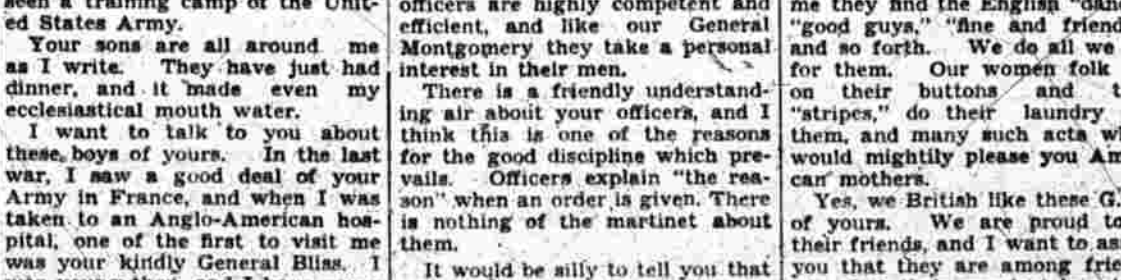 seen a training camp of the Unit-
ed States Army.
Your sons are all around me
as I write. They have just had
dinner, and it made even my
ecclesiastical mouth water.
I want to talk to you about
these boys of yours. In the last
war, I saw a good deal of your
Army in France, and when I was
taken to an Anglo-American hos-
pital, one of the first to visit me
was your kindly General Bliss. I
officers are highly competent and
efficient, and like our General
Montgomery they take a personal
interest in their men.
There is a friendly understand-
ing air about your officers, and I
think this is one of the reasons
for the good discipline which pre-
vails. Officers explain "the rea-
son" when an order is given. There
is nothing of the martinet about
them.
It would be silly to tell you that
me they find the English
"good guys," "fine and friend
and so forth. We do all we
for them. Our women folk
on their buttons and t
"stripes," do their laundry
them, and many such acts wh
would mightily please you Am
can mothers.
Yes, we British like these G.
of yours. We are proud to
their friends, and I want to as
you that they are among frie